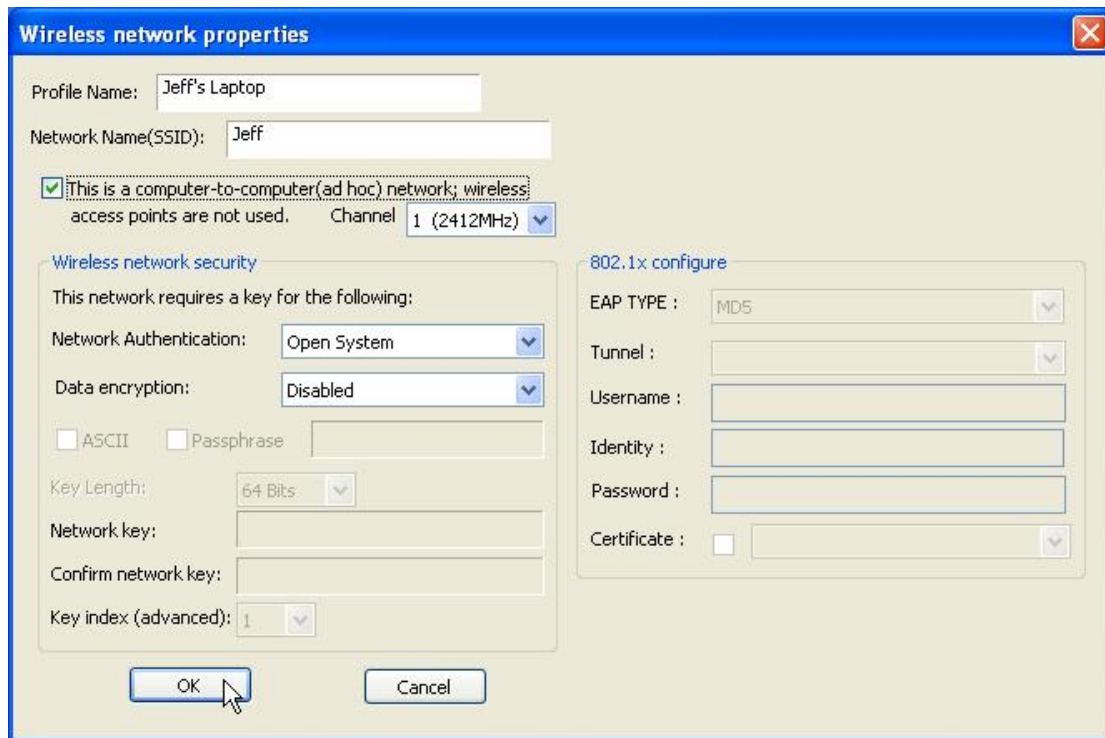 Wireless network properties
Profile Name: Jeff's Laptop
Network Name(SSID): Jeff
This is a computer-to-computer(ad hoc) network; wireless
access points are not used. Channel 1 (2412MHz)
Wireless network security
This network requires a key for the following:
Network Authentication: Open System
Data encryption: Disabled
ASCII Passphrase
Key Length: 64 Bits
Network key:
Confirm network key:
Key index (advanced): 1
802.1x configure
EAP TYPE : MD5
Tunnel :
Username :
Identity :
Password :
Certificate :
OK Cancel